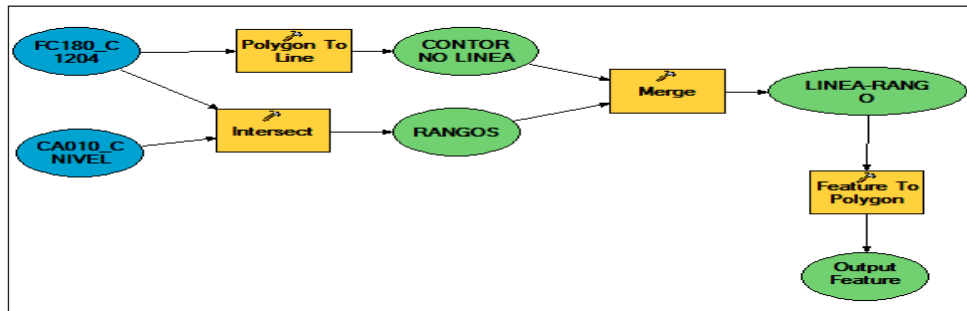 FC180_C
1204
Polygon To
Line
CONTOR
NO LINEA
Merge
LINEA-RANG
O
CA010_C
NIVEL
Intersect
RANGOS
Feature To
Polygon
Output
Feature